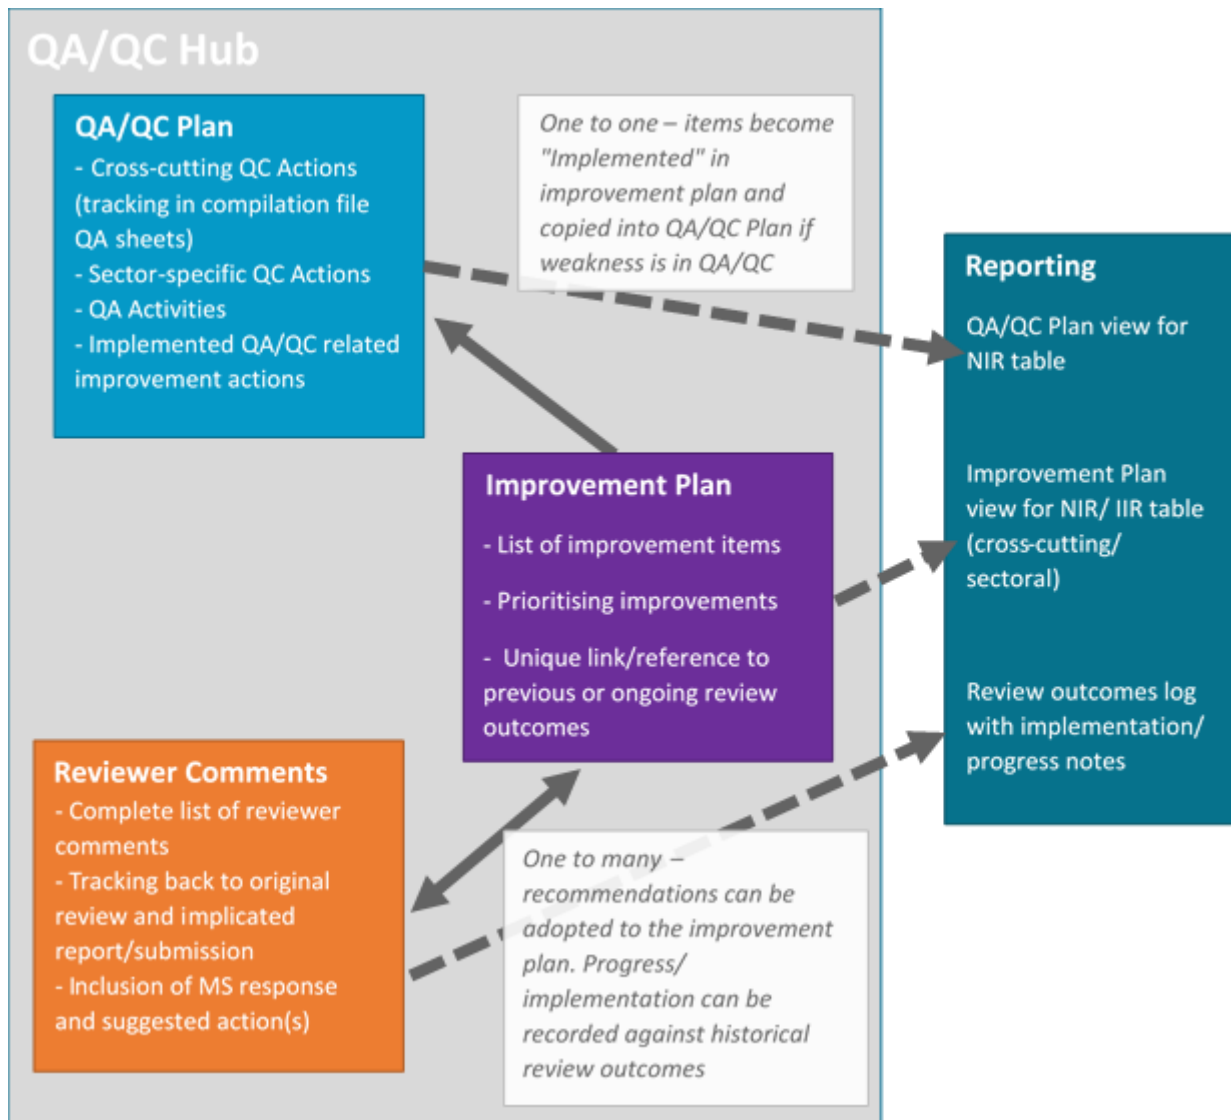 QA/QC Hub
QA/QC Plan
- Cross-cutting QC Actions
(tracking in compilation file
QA sheets)
- Sector-specific QC Actions
- QA Activities
- Implemented QA/QC related
improvement actions
One to one – items become
"Implemented" in
improvement plan and
copied into QA/QC Plan if
weakness is in QA/QC
Improvement Plan
- List of improvement items
- Prioritising improvements
- Unique link/reference to
previous or ongoing review
outcomes
Reviewer Comments
- Complete list of reviewer
comments
- Tracking back to original
review and implicated
report/submission
- Inclusion of MS response
and suggested action(s)
One to many –
recommendations can be
adopted to the improvement
plan. Progress/
implementation can be
recorded against historical
review outcomes
Reporting
QA/QC Plan view for
NIR table
Improvement Plan
view for NIR/ IIR table
(cross-cutting/
sectoral)
Review outcomes log
with implementation/
progress notes